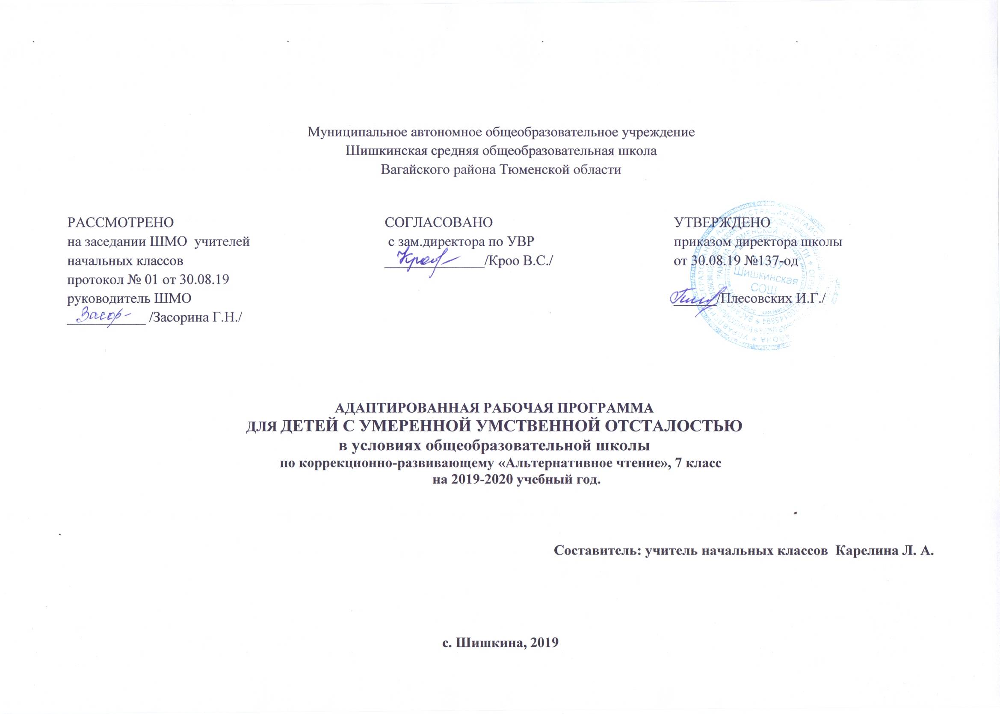 Муниципальное автономное общеобразовательное учреждение
Шишкинская средняя общеобразовательная школа
Вагайского района Тюменской области
РАССМОТРЕНО
на заседании ШМО учителей
начальных классов
протокол № 01 от 30.08.19
руководитель ШМО
/Засорина Г.Н./
СОГЛАСОВАНО
с зам.директора по УВР
/Кроо В.С./
УТВЕРЖДЕНО
приказом директора школы
от 30.08.19 №137-од
/Плесовских И.Г./
Шишкинская
СОШ
АДАПТИРОВАННАЯ РАБОЧАЯ ПРОГРАММА
ДЛЯ ДЕТЕЙ С УМЕРЕННОЙ УМСТВЕННОЙ ОТСТАЛОСТЬЮ
в условиях общеобразовательной школы
по коррекционно-развивающему «Альтернативное чтение», 7 класс
на 2019-2020 учебный год.
Составитель: учитель начальных классов Карелина Л. А.
с. Шишкина, 2019